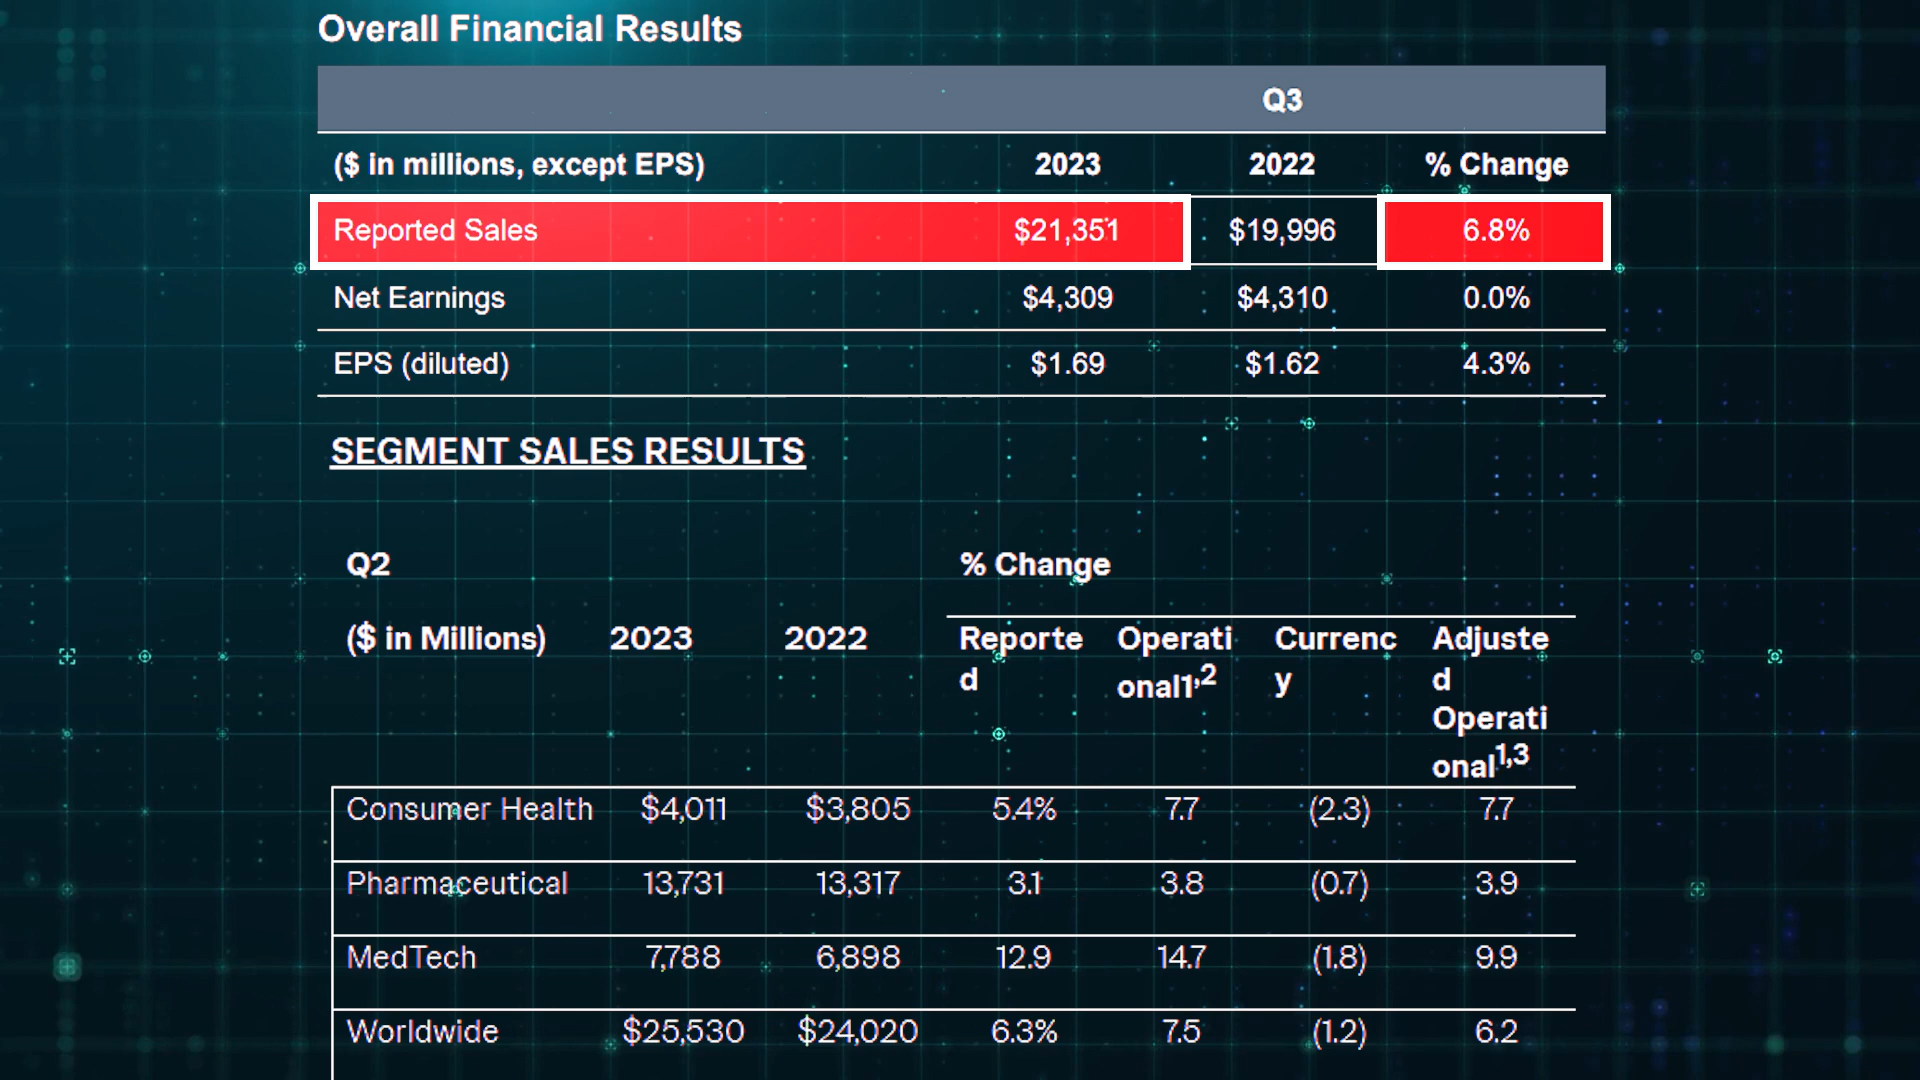 Overall Financial Results
Q3
($ in millions, except EPS) 2023 2022 % Change
Reported Sales $21,351 $19,996 6.8%
Net Earnings $4,309 $4,310 0.0%
EPS (diluted) $1.69 $1.62 4.3%
SEGMENT SALES RESULTS
Q2 % Change
($ in Millions) 2023 2022 Reporte Operati Currenc Adjuste
d onal1,2 y d
Operati
onal1,3
Consumer Health $4,011 $3,805 5.4% 7.7 (2.3) 7.7
Pharmaceutical 13,731 13,317 3.1 3.8 (0.7) 3.9
MedTech 7,788 6,898 12.9 14.7 (1.8) 9.9
Worldwide $25,530 $24,020 6.3% 7.5 (1.2) 6.2